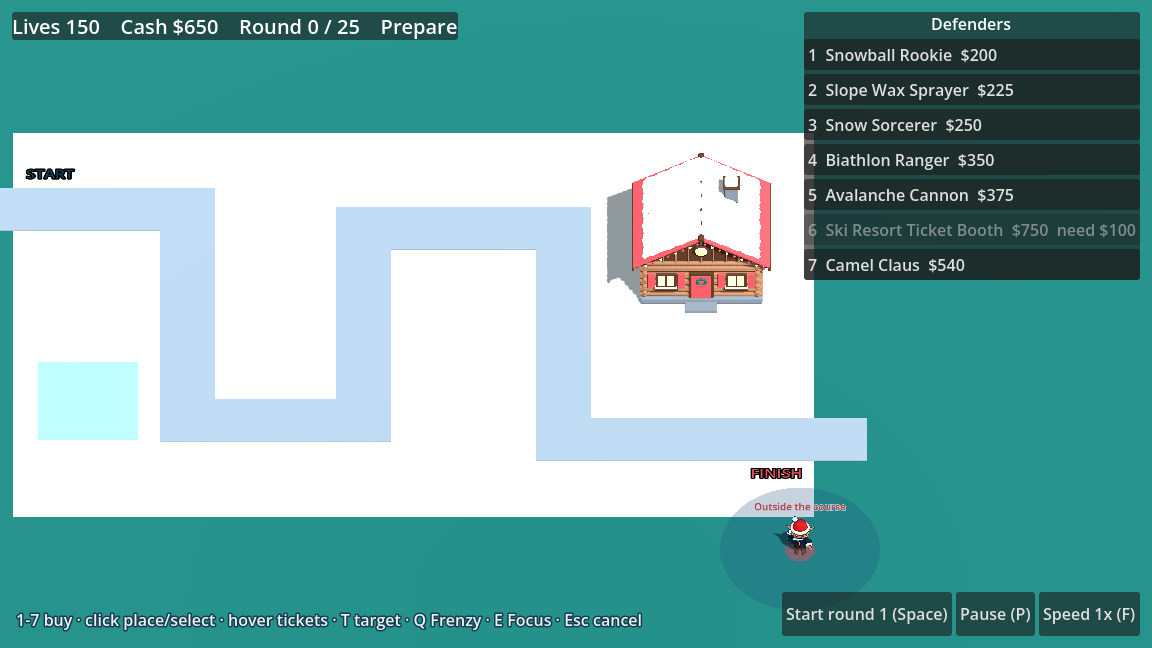 Lives 150 Cash $650 Round 0 / 25 Prepare
Defenders
1 Snowball Rookie $200
2 Slope Wax Sprayer $225
3 Snow Sorcerer $250
4 Biathlon Ranger $350
5 Avalanche Cannon $375
6 Ski Resort Ticket Booth $750 need $100
7 Camel Claus $540
START
FINISH
Outside the course
1-7 buy · click place/select · hover tickets · T target · Q Frenzy · E Focus · Esc cancel
Start round 1 (Space) Pause (P) Speed 1x (F)